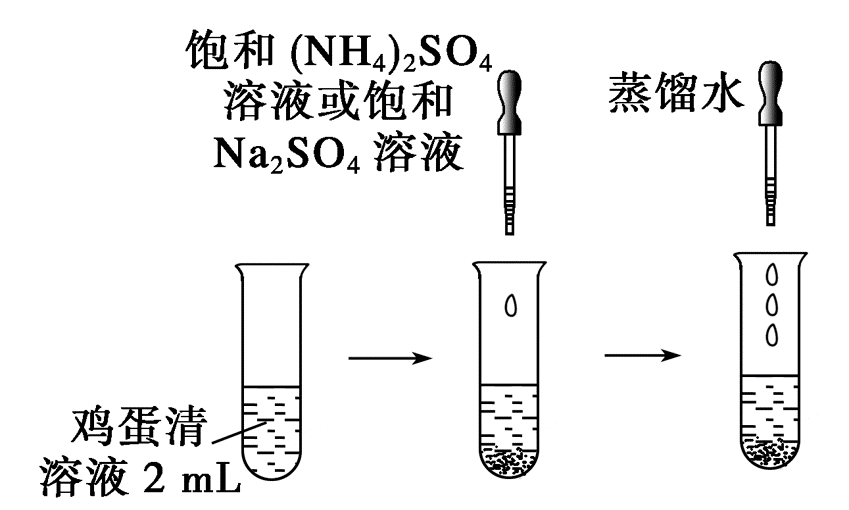 饱和 (NH₄)₂SO₄
溶液或饱和
Na₂SO₄ 溶液
蒸馏水
鸡蛋清
溶液 2 mL